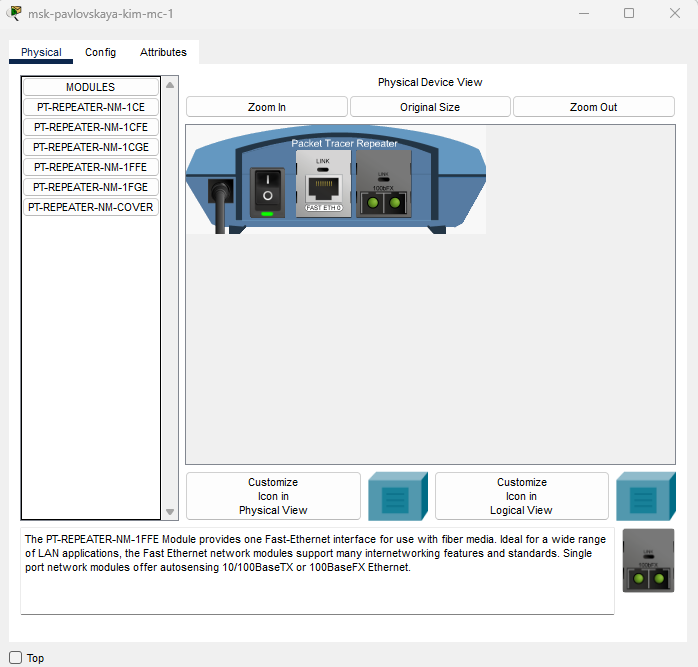 msk-pavlovskaya-kim-mc-1
Physical Config Attributes
MODULES
PT-REPEATER-NM-1CE
PT-REPEATER-NM-1CFE
PT-REPEATER-NM-1CGE
PT-REPEATER-NM-1FFE
PT-REPEATER-NM-1FGE
PT-REPEATER-NM-COVER
Physical Device View
Zoom In Original Size Zoom Out
Packet Tracer Repeater
LINK
LINK
100bFX
FAST ETH 0
Customize
Icon in
Physical View
Customize
Icon in
Logical View
The PT-REPEATER-NM-1FFE Module provides one Fast-Ethernet interface for use with fiber media. Ideal for a wide range
of LAN applications, the Fast Ethernet network modules support many internetworking features and standards. Single
port network modules offer autosensing 10/100BaseTX or 100BaseFX Ethernet.
LINK
100bFX
Top